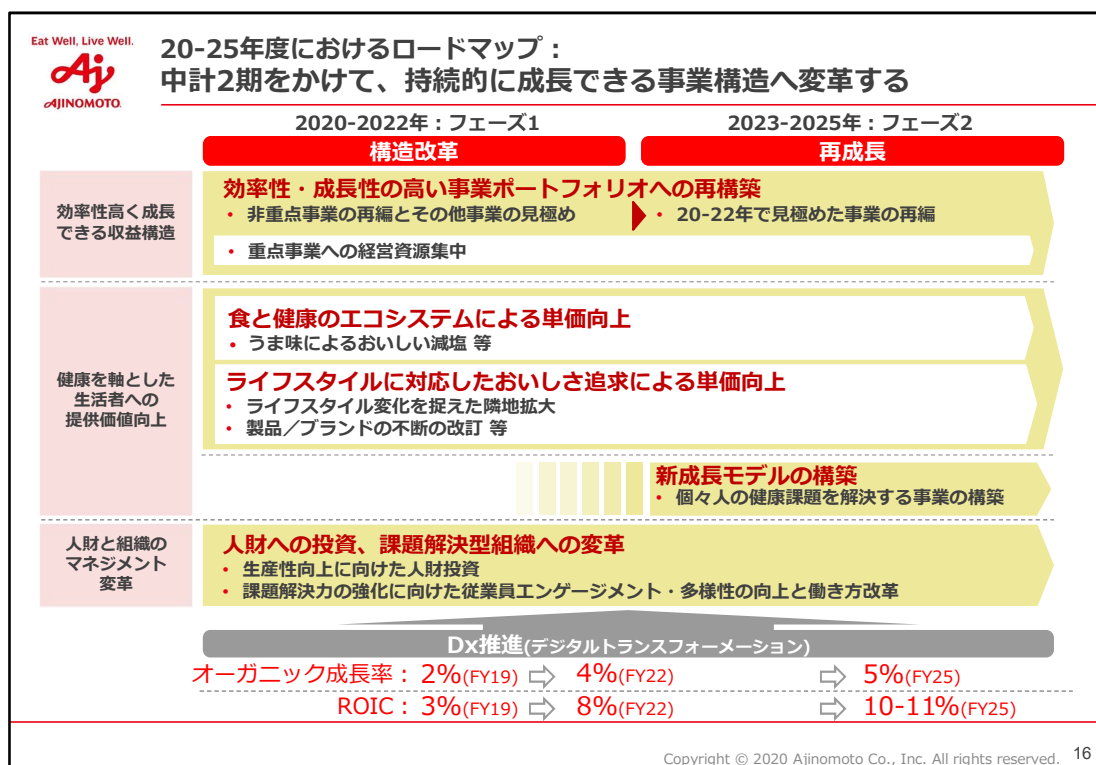 Eat Well, Live Well.
AJINOMOTO
20-25年度におけるロードマップ：
中計2期をかけて、持続的に成長できる事業構造へ変革する
2020-2022年：フェーズ1
2023-2025年：フェーズ2
構造改革
再成長
効率性高く成長
できる収益構造
効率性・成長性の高い事業ポートフォリオへの再構築
• 非重点事業の再編とその他事業の見極め
• 20-22年で見極めた事業の再編
• 重点事業への経営資源集中
健康を軸とした
生活者への
提供価値向上
食と健康のエコシステムによる単価向上
• うま味によるおいしい減塩 等
ライフスタイルに対応したおいしさ追求による単価向上
• ライフスタイル変化を捉えた隣地拡大
• 製品／ブランドの不断の改訂 等
新成長モデルの構築
• 個々人の健康課題を解決する事業の構築
人財と組織の
マネジメント
変革
人財への投資、課題解決型組織への変革
• 生産性向上に向けた人財投資
• 課題解決力の強化に向けた従業員エンゲージメント・多様性の向上と働き方改革
Dx推進(デジタルトランスフォーメーション)
オーガニック成長率：2%(FY19) ⇨ 4%(FY22) ⇨ 5%(FY25)
ROIC：3%(FY19) ⇨ 8%(FY22) ⇨ 10-11%(FY25)
Copyright © 2020 Ajinomoto Co., Inc. All rights reserved. 16